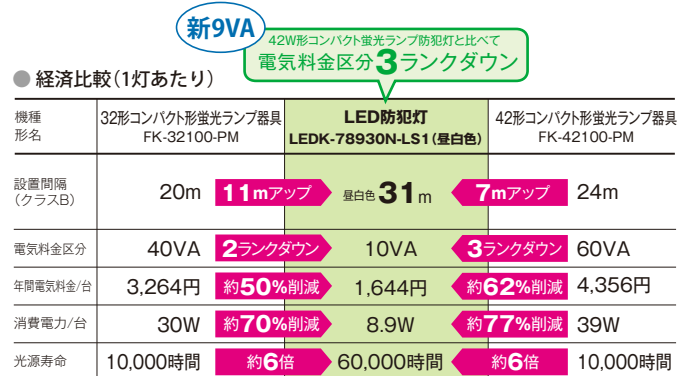 新9VA
42W形コンパクト蛍光ランプ防犯灯と比べて
電気料金区分3ランクダウン
● 経済比較(1灯あたり)
機種
形名
32形コンパクト形蛍光ランプ器具
FK-32100-PM
LED防犯灯
LEDK-78930N-LS1(昼白色)
42形コンパクト形蛍光ランプ器具
FK-42100-PM
設置間隔
(クラスB)
20m 11mアップ 昼白色 31m 7mアップ 24m
電気料金区分 40VA 2ランクダウン 10VA 3ランクダウン 60VA
年間電気料金/台 3,264円 約50%削減 1,644円 約62%削減 4,356円
消費電力/台 30W 約70%削減 8.9W 約77%削減 39W
光源寿命 10,000時間 約6倍 60,000時間 約6倍 10,000時間